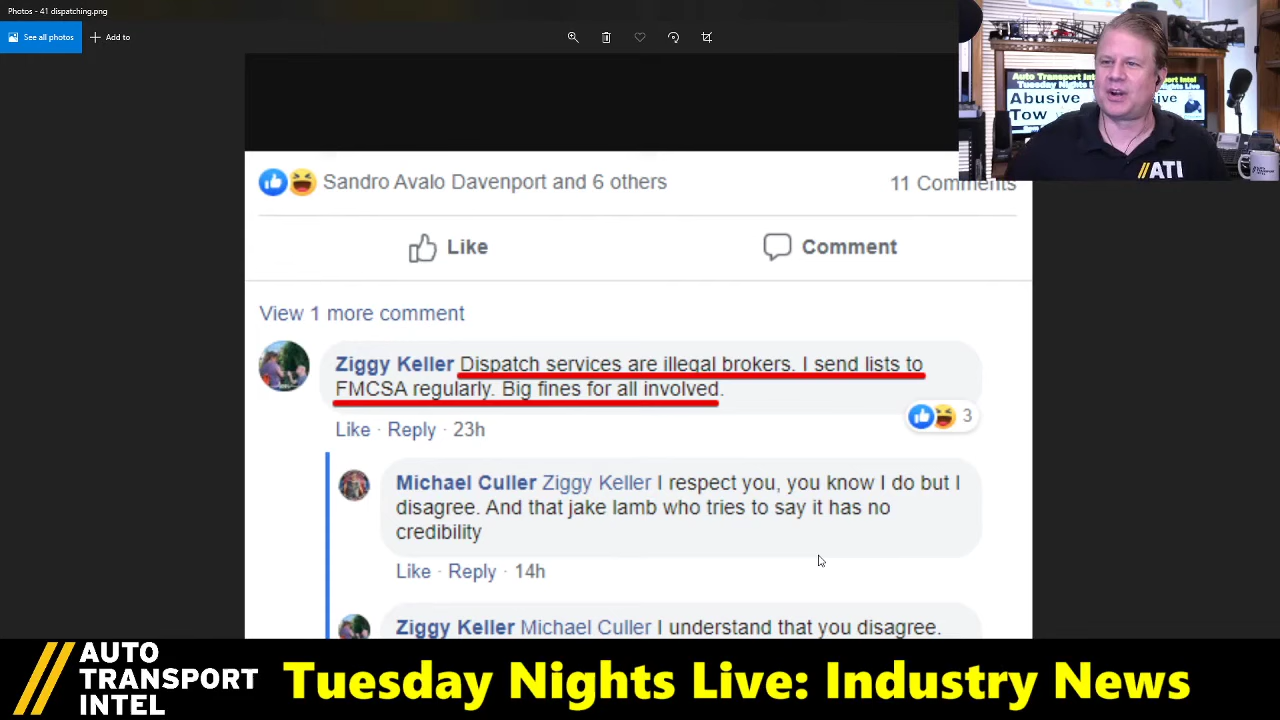 Photos - 41 dispatching.png
See all photos
Add to
Sandro Avalo Davenport and 6 others
11 Comments
Like
Comment
View 1 more comment
Ziggy Keller Dispatch services are illegal brokers. I send lists to
FMCSA regularly. Big fines for all involved.
3
Like · Reply · 23h
Michael Culler Ziggy Keller I respect you, you know I do but I
disagree. And that jake lamb who tries to say it has no
credibility
Like · Reply · 14h
Ziggy Keller Michael Culler I understand that you disagree.
Auto Transport Intel
Tuesday Nights Live
Abusive
Tow
//ATI
AUTO
TRANSPORT
INTEL
Tuesday Nights Live: Industry News